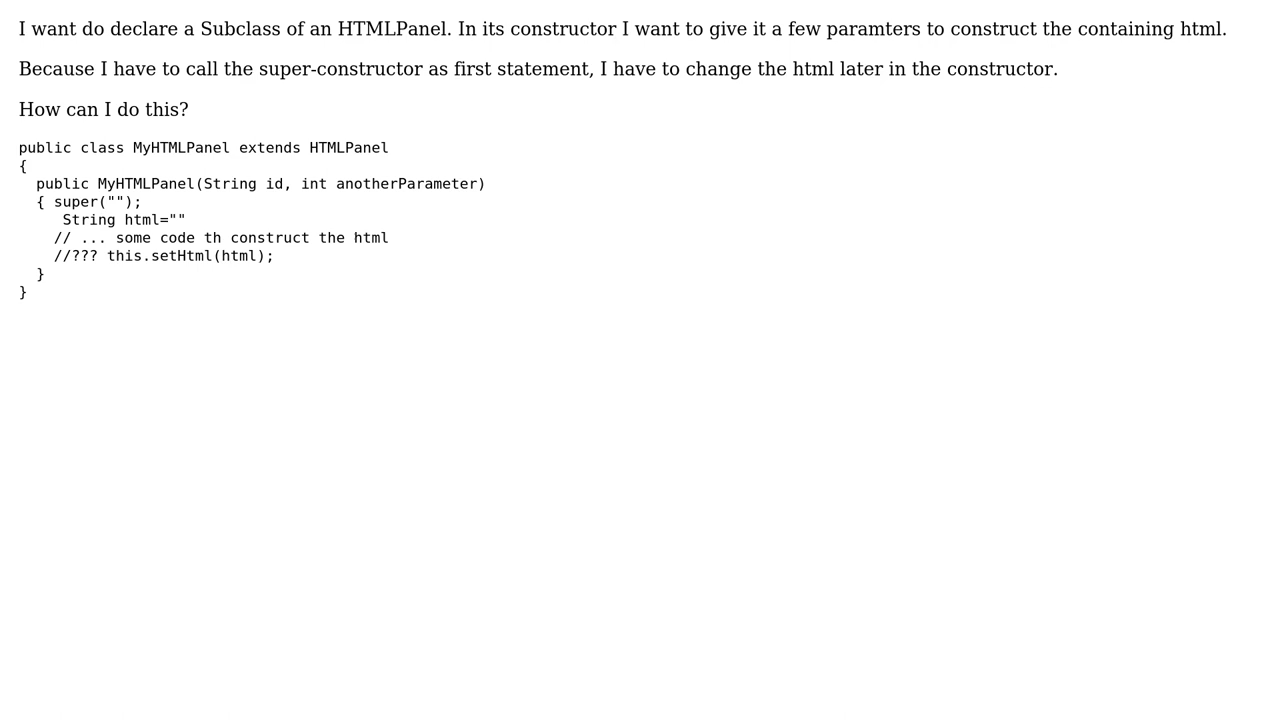 I want do declare a Subclass of an HTMLPanel. In its constructor I want to give it a few paramters to construct the containing html.
Because I have to call the super-constructor as first statement, I have to change the html later in the constructor.
How can I do this?
public class MyHTMLPanel extends HTMLPanel
{
  public MyHTMLPanel(String id, int anotherParameter)
  { super("");
     String html=""
    // ... some code th construct the html
    //??? this.setHtml(html);
  }
}